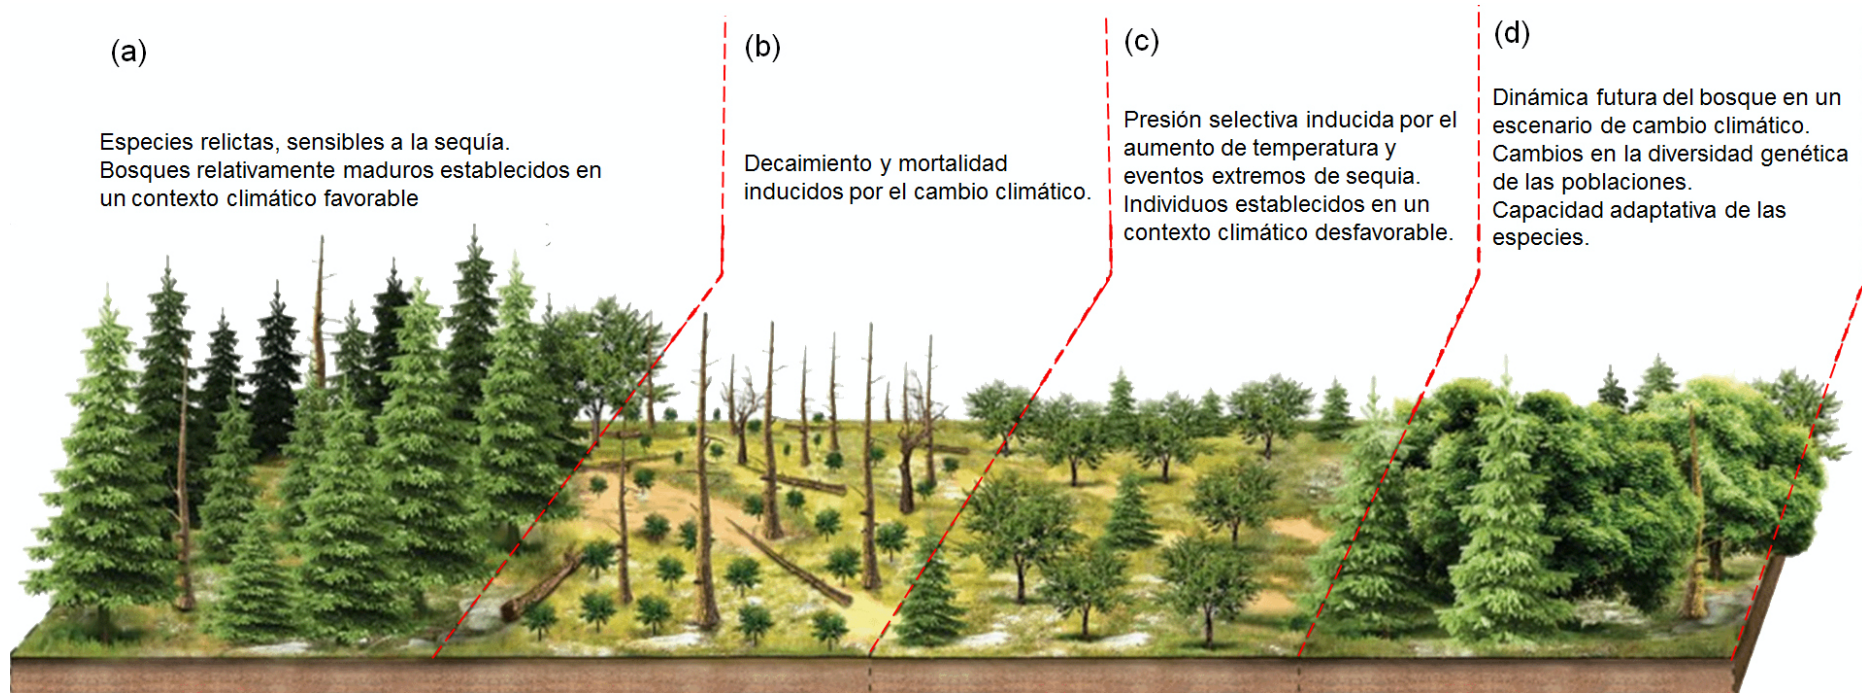 (a)
Especies relictas, sensibles a la sequía.
Bosques relativamente maduros establecidos en
un contexto climático favorable
(b)
Decaimiento y mortalidad
inducidos por el cambio climático.
(c)
Presión selectiva inducida por el
aumento de temperatura y
eventos extremos de sequia.
Individuos establecidos en un
contexto climático desfavorable.
(d)
Dinámica futura del bosque en un
escenario de cambio climático.
Cambios en la diversidad genética
de las poblaciones.
Capacidad adaptativa de las
especies.